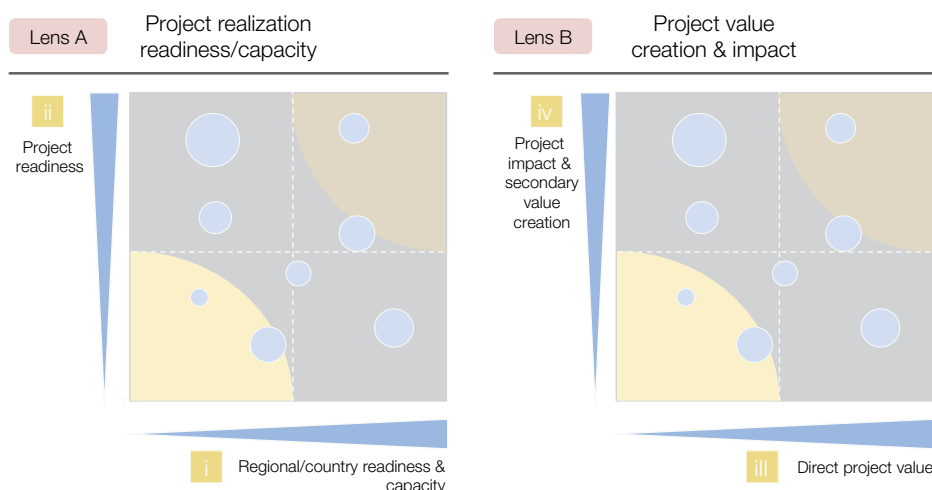 Lens A
Project realization
readiness/capacity
ii
Project
readiness
i
Regional/country readiness &
capacity
Lens B
Project value
creation & impact
iv
Project
impact &
secondary
value
creation
ill
Direct project value